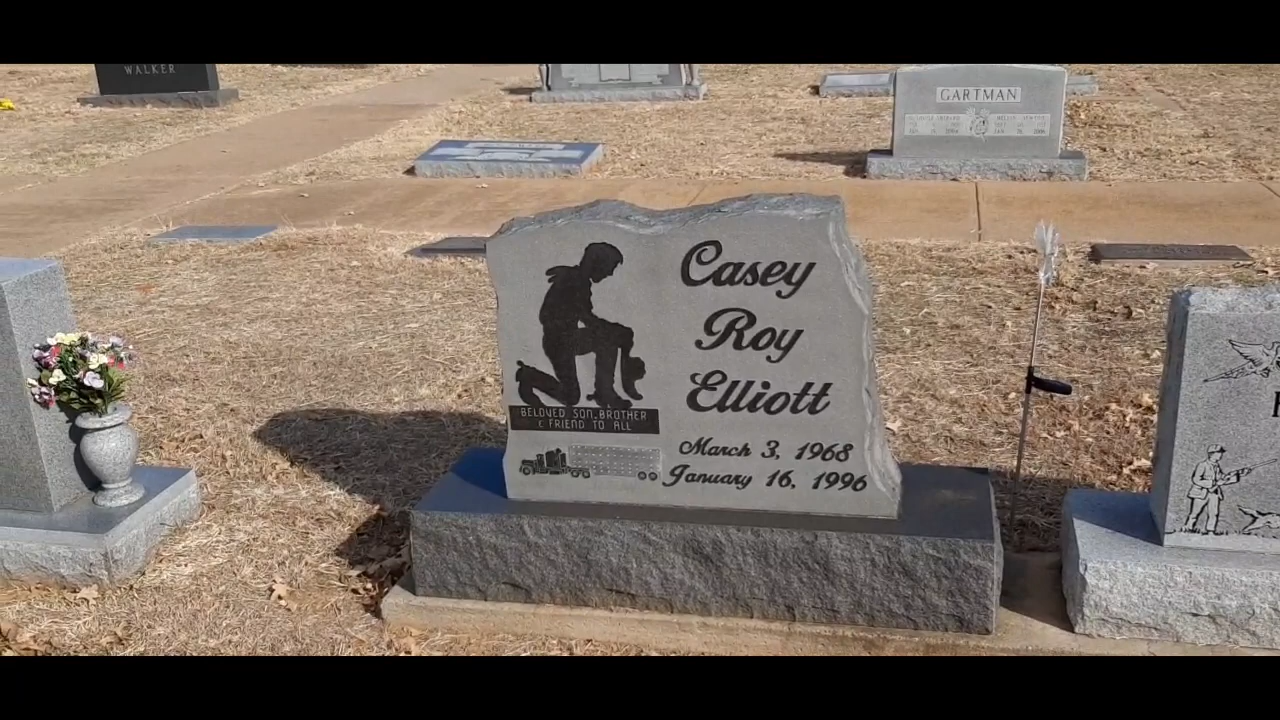 WALKER
GARTMAN
Casey
Roy
Elliott
BELOVED SON, BROTHER
& FRIEND TO ALL
March 3, 1968
January 16, 1996